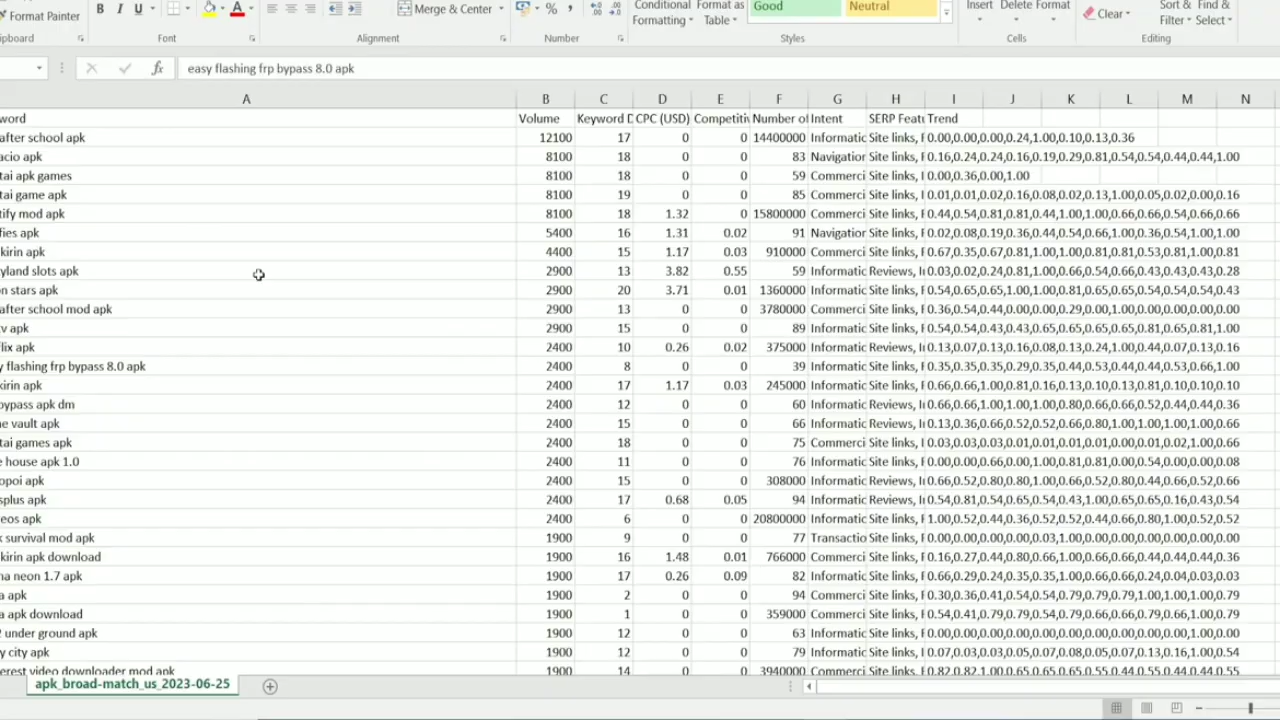 Format Painter
B I U A Merge & Center % , Conditional Formatting Format as Table Good Neutral Insert Delete Format Clear Sort & Filter Find & Select
Font Alignment Number Styles Cells Editing
fx easy flashing frp bypass 8.0 apk
A B C D E F G H I J K L M N
Volume CPC (USD) Number of Intent Trend
after school apk 12100 17 0 0 14400000 Site links, 0.00,0.00,0.00,0.24,1.00,0.10,0.13,0.36
apk 8100 18 0 0 83 Site links, 0.16,0.24,0.24,0.16,0.19,0.29,0.81,0.54,0.54,0.44,0.44,1.00
apk games 8100 18 0 0 59 Site links, 0.00,0.36,0.00,1.00
game apk 8100 19 0 0 85 Site links, 0.01,0.01,0.02,0.16,0.08,0.02,0.13,1.00,0.05,0.02,0.00,0.16
mod apk 8100 18 1.32 0 15800000 Site links, 0.44,0.54,0.81,0.81,0.44,1.00,1.00,0.66,0.66,0.54,0.66,0.66
apk 5400 16 1.31 0.02 91 Site links, 0.02,0.08,0.19,0.36,0.44,0.54,0.66,1.00,0.36,0.54,1.00,1.00
kirin apk 4400 15 1.17 0.03 910000 Site links, 0.67,0.35,0.67,0.81,1.00,1.00,0.81,0.81,0.53,0.81,1.00,0.81
slots apk 2900 13 3.82 0.55 59 Reviews, 0.03,0.02,0.24,0.81,1.00,0.66,0.54,0.66,0.43,0.43,0.43,0.28
stars apk 2900 20 3.71 0.01 1360000 Site links, 0.54,0.65,0.65,1.00,1.00,0.81,0.65,0.65,0.54,0.54,0.54,0.43
after school mod apk 2900 13 0 0 3780000 Site links, 0.36,0.54,0.44,0.00,0.00,0.29,0.00,1.00,0.00,0.00,0.00,0.00
apk 2900 15 0 0 89 Site links, 0.54,0.54,0.43,0.43,0.65,0.65,0.65,0.65,0.81,0.65,0.81,1.00
apk 2400 10 0.26 0.02 375000 Reviews, 0.13,0.07,0.13,0.16,0.08,0.13,0.24,1.00,0.44,0.07,0.13,0.16
flashing frp bypass 8.0 apk 2400 8 0 0 39 Site links, 0.35,0.35,0.35,0.29,0.35,0.44,0.53,0.44,0.44,0.53,0.66,1.00
kirin apk 2400 17 1.17 0.03 245000 Site links, 0.66,0.66,1.00,0.81,0.16,0.13,0.10,0.13,0.81,0.10,0.10,0.10
bypass apk dm 2400 12 0 0 60 Reviews, 0.66,0.66,1.00,1.00,1.00,0.80,0.66,0.66,0.52,0.44,0.44,0.36
vault apk 2400 15 0 0 66 Reviews, 0.13,0.36,0.66,0.52,0.52,0.66,0.80,1.00,1.00,1.00,1.00,0.66
games apk 2400 18 0 0 75 Site links, 0.03,0.03,0.03,0.01,0.01,0.01,0.01,0.00,0.01,0.02,1.00,0.66
house apk 1.0 2400 11 0 0 76 Site links, 0.00,0.00,0.66,0.00,1.00,0.81,0.81,0.00,0.54,0.00,0.00,0.08
apk 2400 15 0 0 308000 Site links, 0.66,0.52,0.80,0.80,1.00,0.66,0.52,0.80,0.44,0.66,0.52,0.66
apk 2400 17 0.68 0.05 94 Reviews, 0.54,0.81,0.54,0.65,0.54,0.43,1.00,0.65,0.65,0.16,0.43,0.54
apk 2400 6 0 0 20800000 Site links, 1.00,0.52,0.44,0.36,0.52,0.52,0.44,0.66,0.80,1.00,0.52,0.52
survival mod apk 1900 9 0 0 77 Site links, 0.00,0.00,0.00,0.00,0.03,1.00,0.00,0.00,0.00,0.00,0.00,0.00
kirin apk download 1900 16 1.48 0.01 766000 Site links, 0.16,0.27,0.44,0.80,0.66,1.00,0.66,0.66,0.44,0.44,0.44,0.36
neon 1.7 apk 1900 17 0.26 0.09 82 Site links, 0.66,0.29,0.24,0.35,0.35,1.00,0.66,0.66,0.24,0.04,0.03,0.03
apk 1900 2 0 0 94 Site links, 0.30,0.36,0.41,0.54,0.54,0.79,0.79,0.79,1.00,1.00,1.00,0.79
apk download 1900 1 0 0 359000 Site links, 0.54,0.41,0.79,0.79,0.54,0.79,0.66,0.66,0.79,0.66,1.00,0.79
under ground apk 1900 12 0 0 63 Site links, 0.00,0.00,0.00,0.00,0.00,0.00,0.00,0.00,0.00,0.00,1.00,0.00
city apk 1900 12 0 0 79 Site links, 0.07,0.03,0.03,0.05,0.07,0.08,0.05,0.07,0.13,0.16,1.00,0.54
video downloader mod apk 1900 14 0 0 3940000 Site links, 0.82,0.82,1.00,0.65,0.65,0.65,0.55,0.44,0.55,0.44,0.44,0.55
apk_broad-match_us_2023-06-25